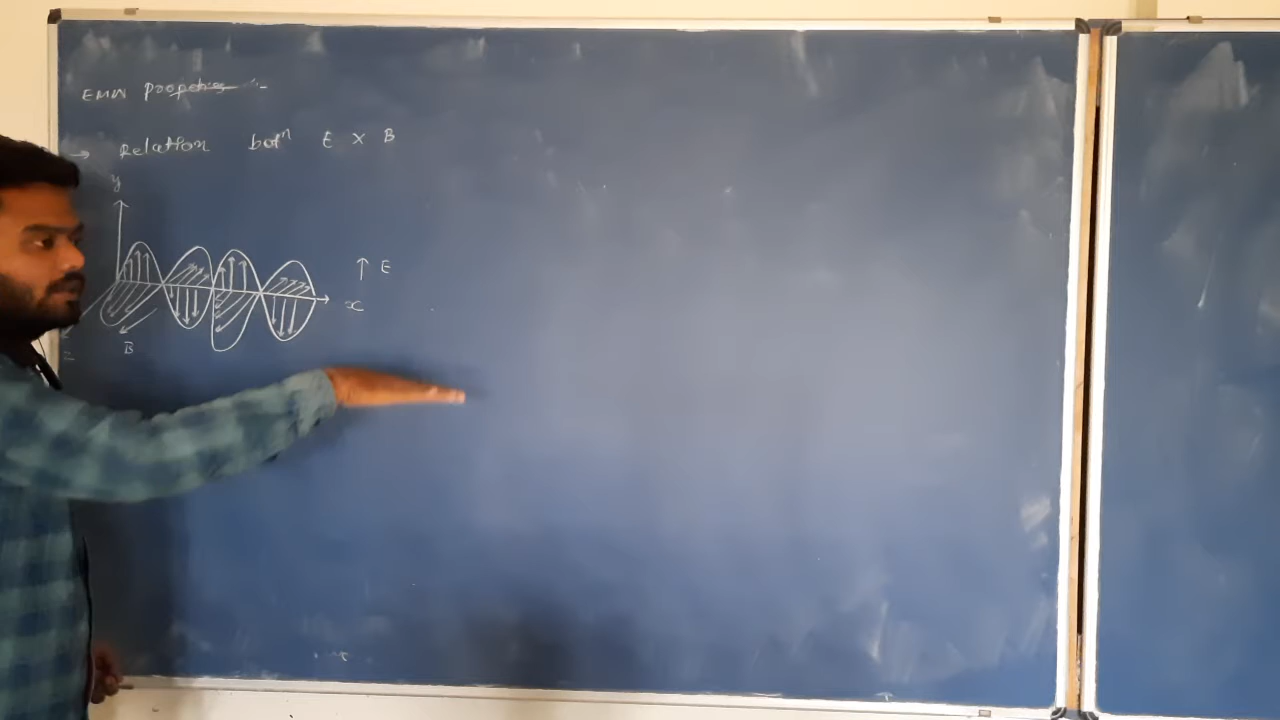 EMW Properties :-
→ Relation betn E × B
y
↑ E
x
B
z